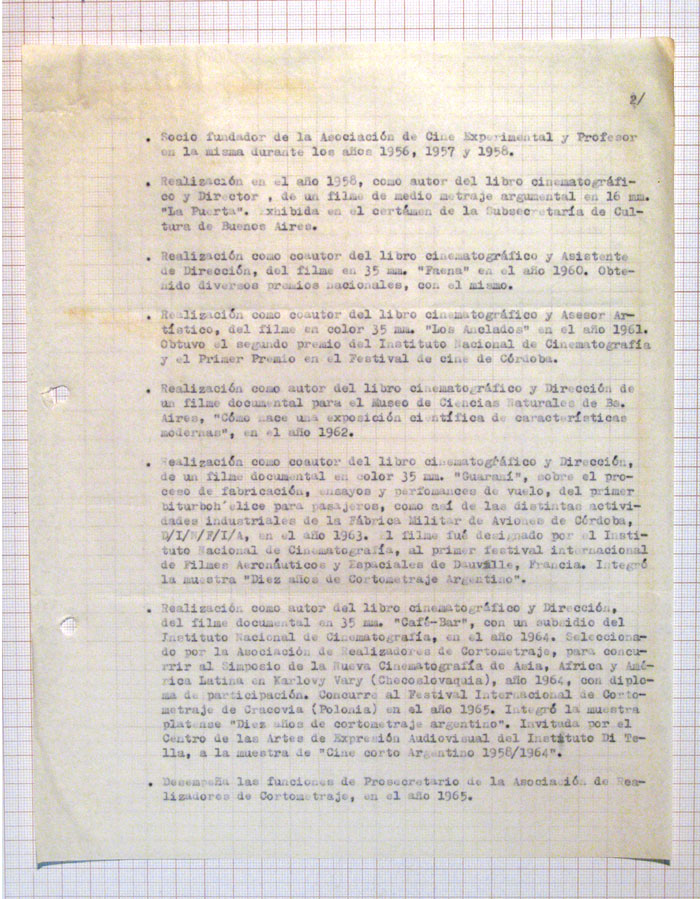 2/
• Socio fundador de la Asociación de Cine Experimental y Profesor
en la misma durante los años 1956, 1957 y 1958.
• Realización en el año 1958, como autor del libro cinematográfi-
co y Director , de un filme de medio metraje argumental en 16 mm.
"La Puerta". Exhibida en el certámen de la Subsecretaría de Cul-
tura de Buenos Aires.
• Realización como coautor del libro cinematográfico y Asistente
de Dirección, del filme en 35 mm. "Faena" en el año 1960. Obte-
nido diversos premios nacionales, con el mismo.
• Realización como coautor del libro cinematográfico y Asesor Ar-
tístico, del filme en color 35 mm. "Los Anclados" en el año 1961.
Obtuvo el segundo premio del Instituto Nacional de Cinematografía
y el Primer Premio en el Festival de cine de Córdoba.
• Realización como autor del libro cinematográfico y Dirección de
un filme documental para el Museo de Ciencias Naturales de Bs.
Aires, "Cómo nace una exposición científica de características
modernas", en el año 1962.
• Realización como coautor del libro cinematográfico y Dirección,
de un filme documental en color 35 mm. "Guaraní", sobre el pro-
ceso de fabricación, ensayos y perfomances de vuelo, del primer
biturboh'elice para pasajeros, como así de las distintas activi-
dades industriales de la Fábrica Militar de Aviones de Córdoba,
D/I/N/F/I/A, en el año 1963. El filme fué designado por el Insti-
tuto Nacional de Cinematografía, al primer festival internacional
de Filmes Aeronáuticos y Espaciales de Dauville, Francia. Integró
la muestra "Diez años de Cortometraje Argentino".
• Realización como autor del libro cinematográfico y Dirección,
del filme documental en 35 mm. "Café-Bar", con un subsidio del
Instituto Nacional de Cinematografía, en el año 1964. Selecciona-
do por la Asociación de Realizadores de Cortometraje, para concu-
rrir al Simposio de la Nueva Cinematografía de Asia, Africa y Amé-
rica Latina en Karlovy Vary (Checoslovaquia), año 1964, con diplo-
ma de participación. Concurre al Festival Internacional de Corto-
metraje de Cracovia (Polonia) en el año 1965. Integró la muestra
platense "Diez años de cortometraje argentino". Invitada por el
Centro de las Artes de Expresión Audiovisual del Instituto Di Te-
lla, a la muestra de "Cine corto Argentino 1958/1964".
• Desempeña las funciones de Prosecretario de la Asociación de Rea-
lizadores de Cortometraje, en el año 1965.